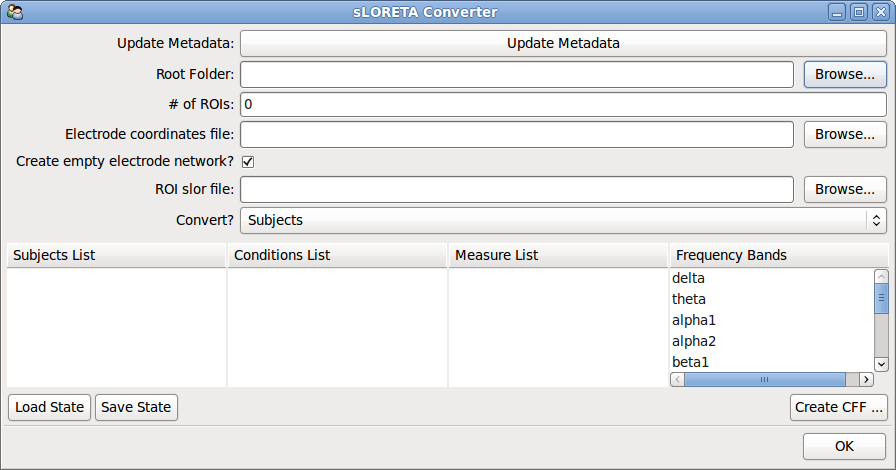 sLORETA Converter
Update Metadata: Update Metadata
Root Folder: Browse...
# of ROIs: 0
Electrode coordinates file: Browse...
Create empty electrode network?
ROI slor file: Browse...
Convert? Subjects
Subjects List Conditions List Measure List Frequency Bands
delta
theta
alpha1
alpha2
beta1
Load State Save State Create CFF ...
OK